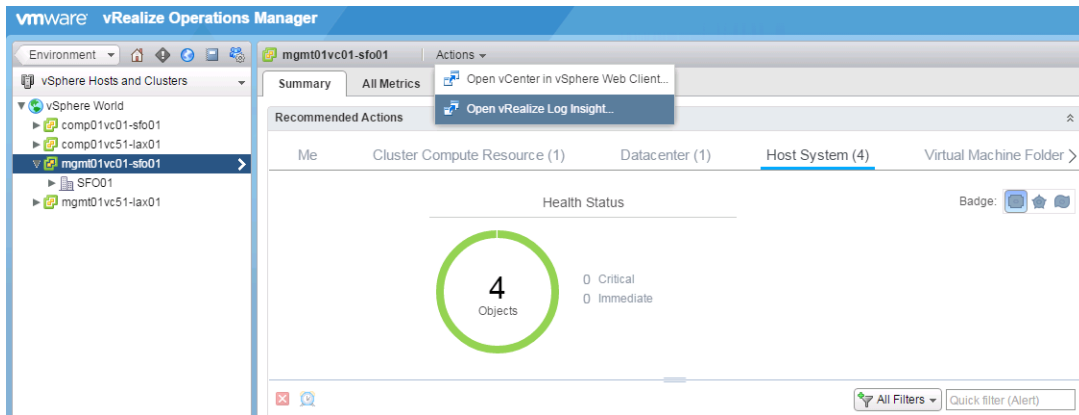 vmware vRealize Operations Manager
Environment
mgmt01vc01-sfo01
Actions
vSphere Hosts and Clusters
Summary
All Metrics
Open vCenter in vSphere Web Client...
Open vRealize Log Insight...
vSphere World
comp01vc01-sfo01
comp01vc51-lax01
mgmt01vc01-sfo01
SFO01
mgmt01vc51-lax01
Recommended Actions
Me
Cluster Compute Resource (1)
Datacenter (1)
Host System (4)
Virtual Machine Folder
Health Status
Badge:
4
Objects
0 Critical
0 Immediate
All Filters
Quick filter (Alert)